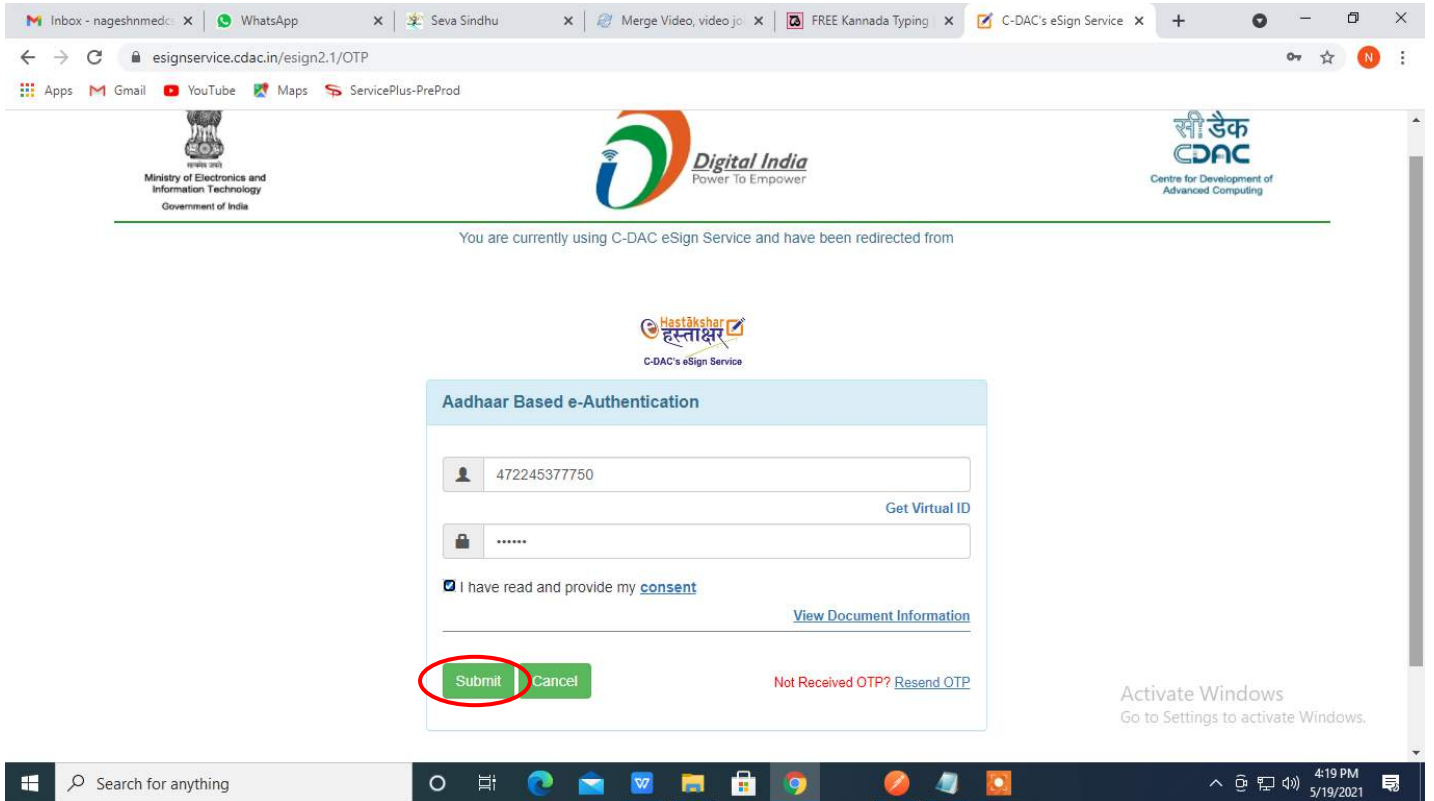 Inbox - nageshnmedc
WhatsApp
Seva Sindhu
Merge Video, video jo
FREE Kannada Typing
C-DAC's eSign Service
esignservice.cdac.in/esign2.1/OTP
N
Apps
Gmail
YouTube
Maps
ServicePlus-PreProd
सत्यमेव जयते
Ministry of Electronics and
Information Technology
Government of India
Digital India
Power To Empower
सी डैक
CDAC
Centre for Development of
Advanced Computing
You are currently using C-DAC eSign Service and have been redirected from
e Hastākshar
हस्ताक्षर
C-DAC's eSign Service
Aadhaar Based e-Authentication
472245377750
Get Virtual ID
••••••
I have read and provide my consent
View Document Information
Submit
Cancel
Not Received OTP? Resend OTP
Activate Windows
Go to Settings to activate Windows.
Search for anything
4:19 PM
5/19/2021